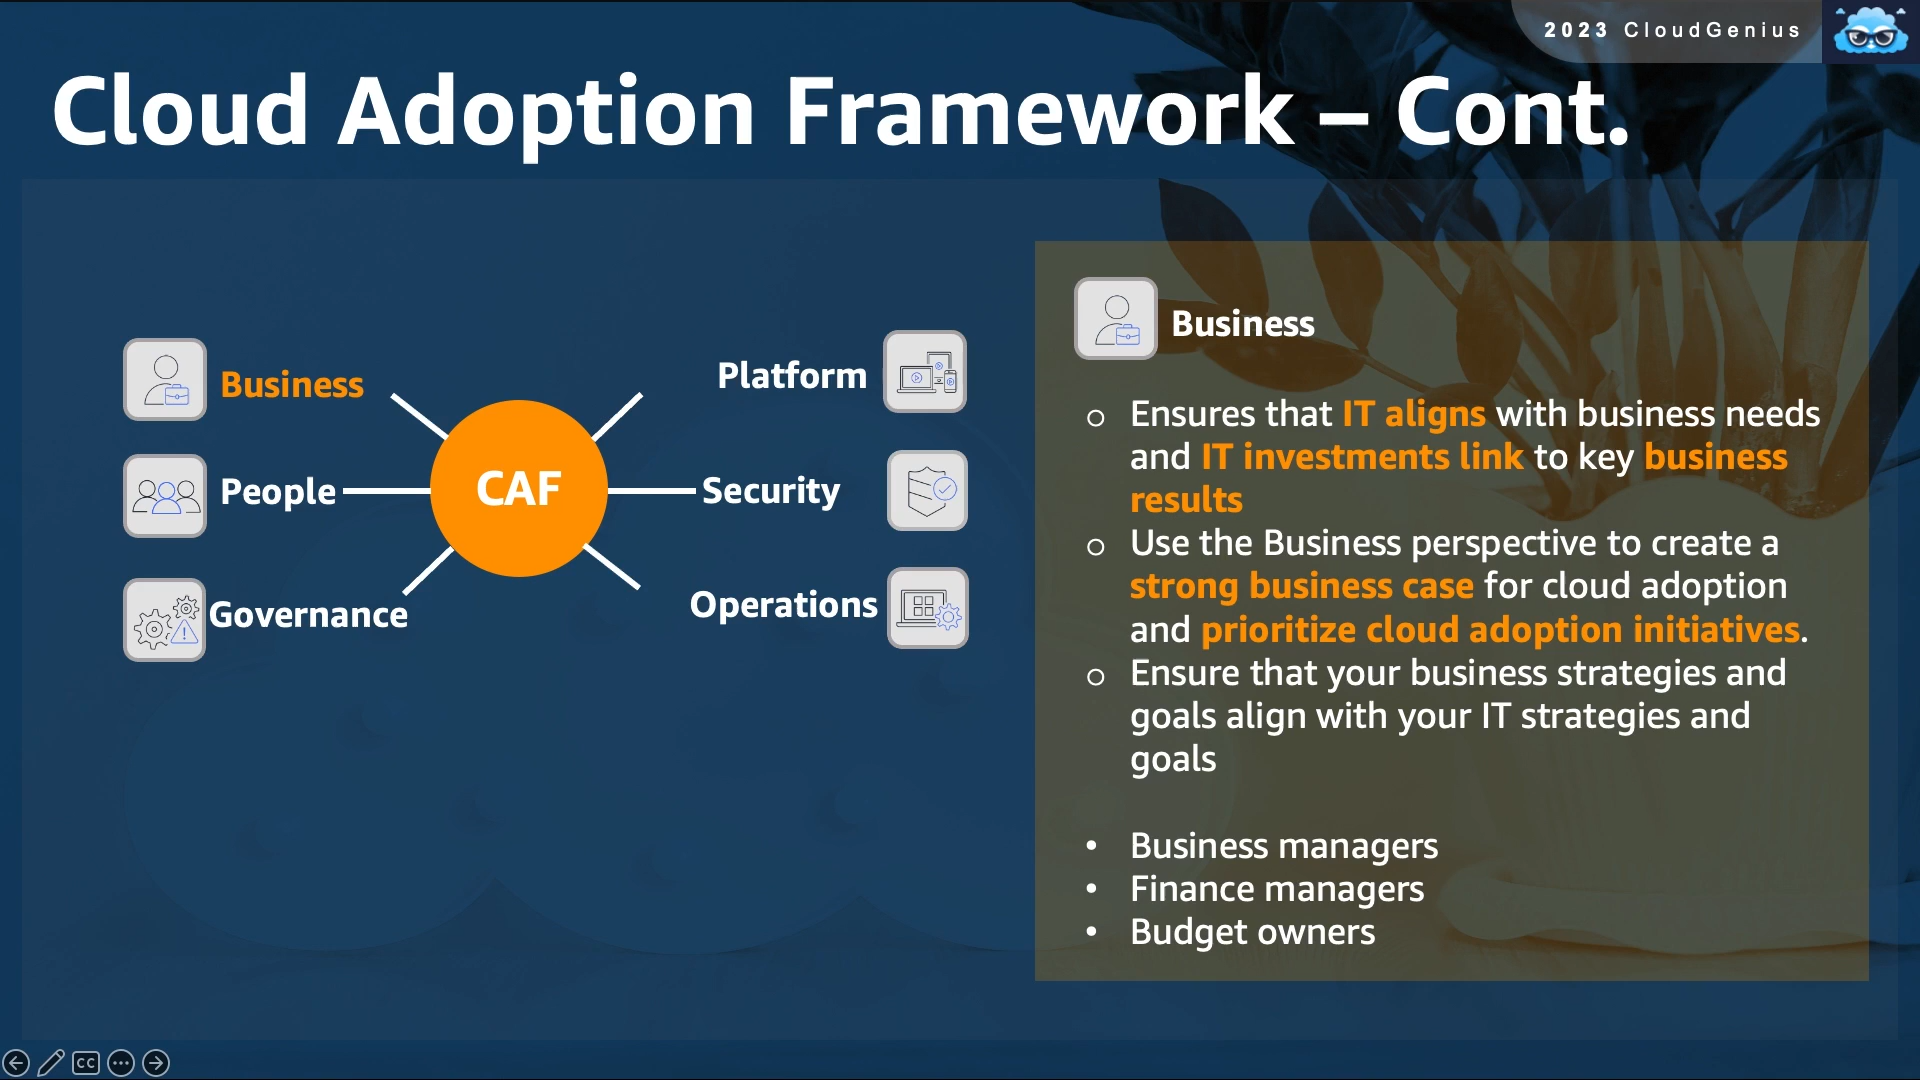 2023 CloudGenius
Cloud Adoption Framework – Cont.
Business
People
Governance
CAF
Platform
Security
Operations
Business
o Ensures that IT aligns with business needs
and IT investments link to key business
results
o Use the Business perspective to create a
strong business case for cloud adoption
and prioritize cloud adoption initiatives.
o Ensure that your business strategies and
goals align with your IT strategies and
goals
• Business managers
• Finance managers
• Budget owners
CC